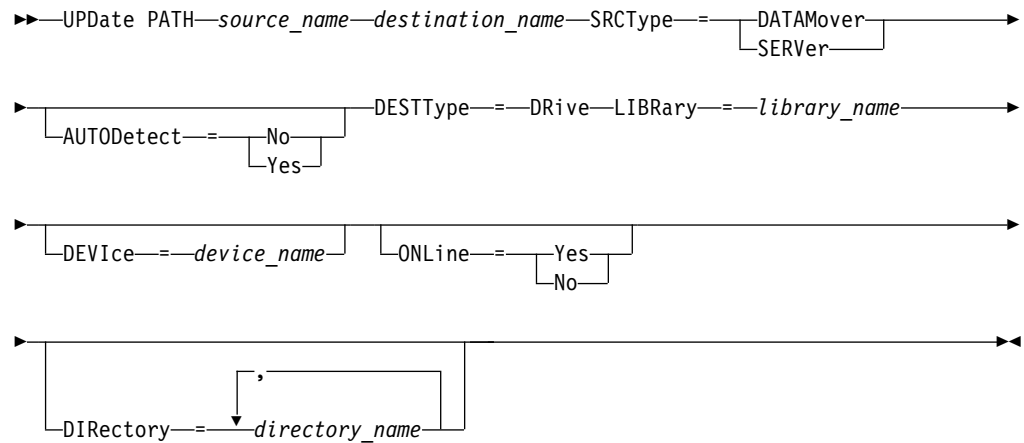 UPDate PATH source_name destination_name SRCType = DATAMover
SERVer
AUTODetect = No
Yes
DESTType = DRive LIBRary = library_name
DEVIce = device_name
ONLine = Yes
No
DIRectory = directory_name
,